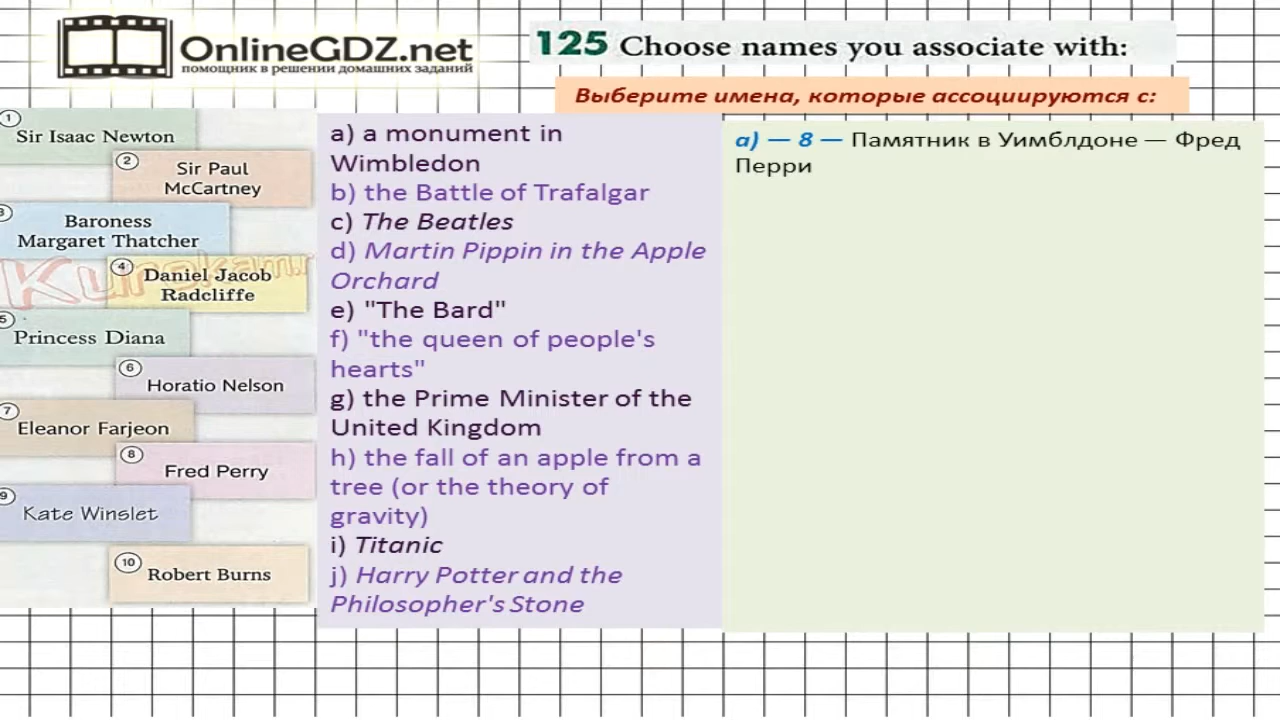 OnlineGDZ.net
помощник в решении домашних заданий
125 Choose names you associate with:
Выберите имена, которые ассоциируются с:
1
Sir Isaac Newton
2
Sir Paul
McCartney
3
Baroness
Margaret Thatcher
4
Daniel Jacob
Radcliffe
5
Princess Diana
6
Horatio Nelson
7
Eleanor Farjeon
8
Fred Perry
9
Kate Winslet
10
Robert Burns
a) a monument in
Wimbledon
b) the Battle of Trafalgar
c) The Beatles
d) Martin Pippin in the Apple
Orchard
e) "The Bard"
f) "the queen of people's
hearts"
g) the Prime Minister of the
United Kingdom
h) the fall of an apple from a
tree (or the theory of
gravity)
i) Titanic
j) Harry Potter and the
Philosopher's Stone
a) — 8 — Памятник в Уимблдоне — Фред
Перри